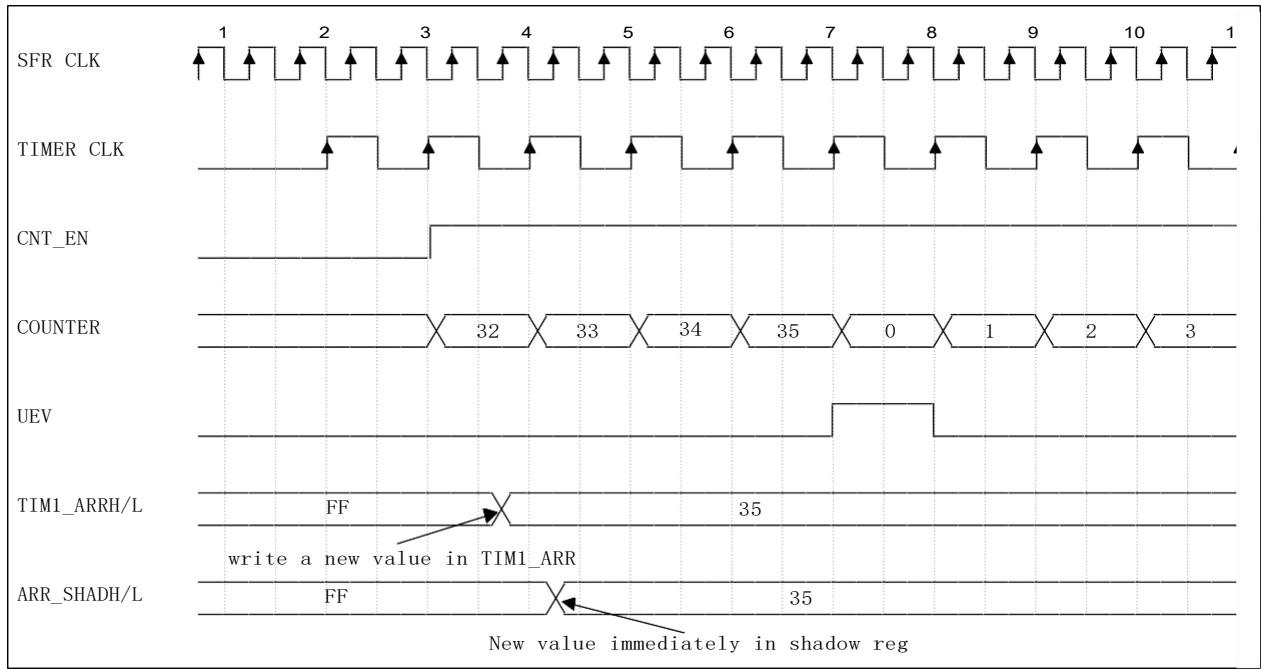 1 2 3 4 5 6 7 8 9 10 1
SFR CLK
TIMER CLK
CNT_EN
COUNTER 32 33 34 35 0 1 2 3
UEV
TIM1_ARRH/L FF 35
write a new value in TIM1_ARR
ARR_SHADH/L FF 35
New value immediately in shadow reg